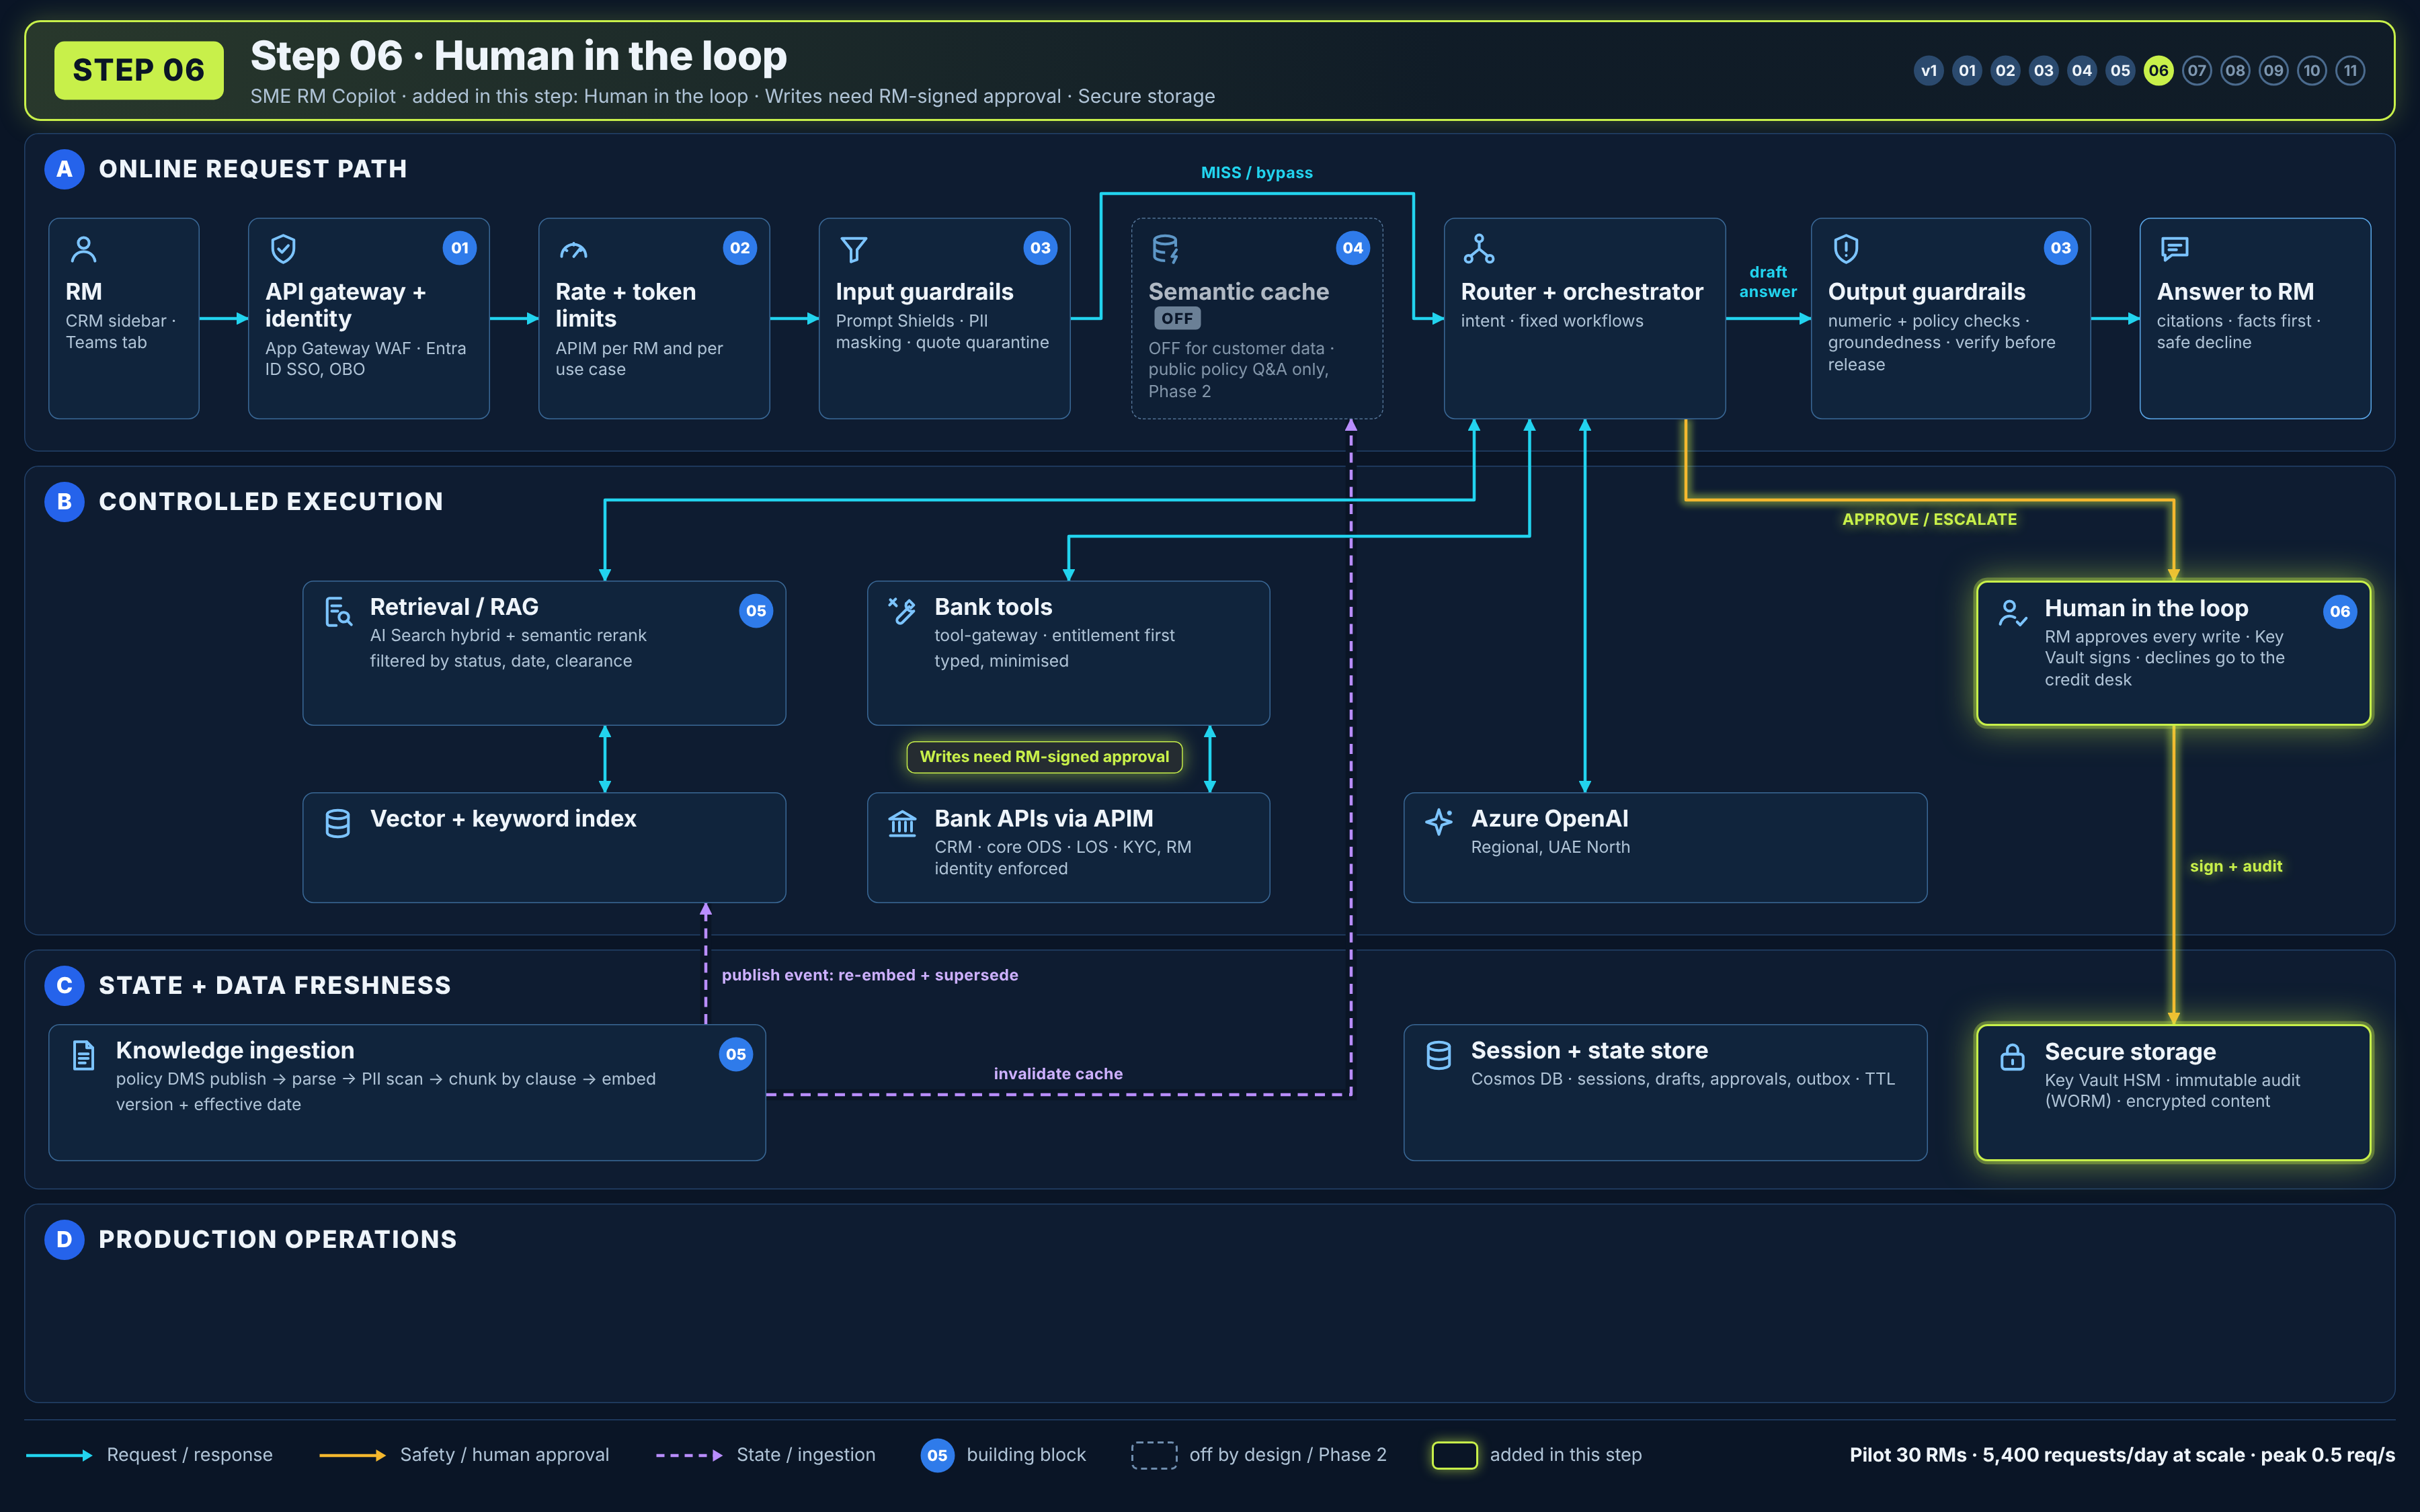 STEP 06
Step 06 · Human in the loop
SME RM Copilot · added in this step: Human in the loop · Writes need RM-signed approval · Secure storage
v1 01 02 03 04 05 06 07 08 09 10 11
A ONLINE REQUEST PATH
MISS / bypass
RM
CRM sidebar ·
Teams tab
01
API gateway +
identity
App Gateway WAF · Entra
ID SSO, OBO
02
Rate + token
limits
APIM per RM and per
use case
03
Input guardrails
Prompt Shields · PII
masking · quote quarantine
04
Semantic cache
OFF
OFF for customer data ·
public policy Q&A only,
Phase 2
Router + orchestrator
intent · fixed workflows
draft
answer
03
Output guardrails
numeric + policy checks ·
groundedness · verify before
release
Answer to RM
citations · facts first ·
safe decline
B CONTROLLED EXECUTION
APPROVE / ESCALATE
Retrieval / RAG
05
AI Search hybrid + semantic rerank
filtered by status, date, clearance
Bank tools
tool-gateway · entitlement first
typed, minimised
Human in the loop
06
RM approves every write · Key
Vault signs · declines go to the
credit desk
Writes need RM-signed approval
Vector + keyword index
Bank APIs via APIM
CRM · core ODS · LOS · KYC, RM
identity enforced
Azure OpenAI
Regional, UAE North
sign + audit
C STATE + DATA FRESHNESS
publish event: re-embed + supersede
Knowledge ingestion
05
policy DMS publish → parse → PII scan → chunk by clause → embed
version + effective date
invalidate cache
Session + state store
Cosmos DB · sessions, drafts, approvals, outbox · TTL
Secure storage
Key Vault HSM · immutable audit
(WORM) · encrypted content
D PRODUCTION OPERATIONS
Request / response
Safety / human approval
State / ingestion
05 building block
off by design / Phase 2
added in this step
Pilot 30 RMs · 5,400 requests/day at scale · peak 0.5 req/s